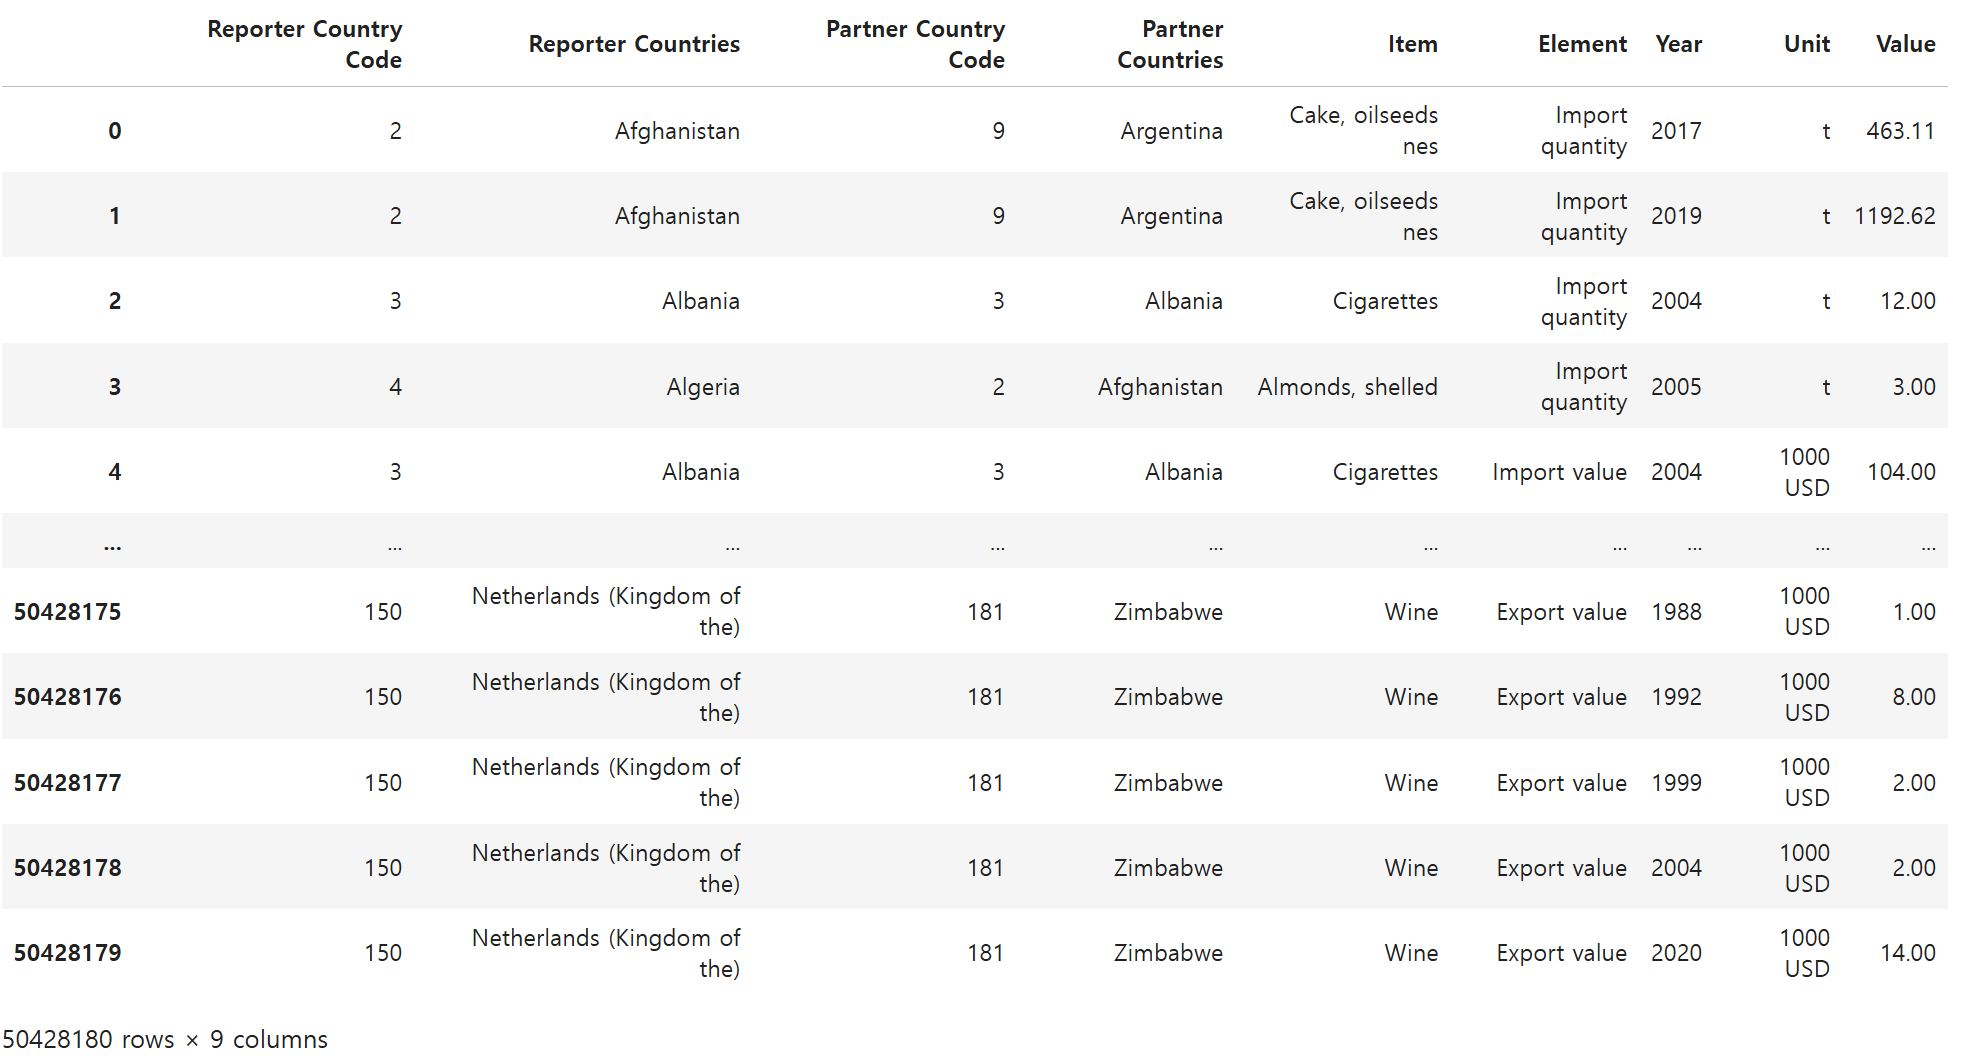 Reporter Country Code Reporter Countries Partner Country Code Partner Countries Item Element Year Unit Value
0 2 Afghanistan 9 Argentina Cake, oilseeds nes Import quantity 2017 t 463.11
1 2 Afghanistan 9 Argentina Cake, oilseeds nes Import quantity 2019 t 1192.62
2 3 Albania 3 Albania Cigarettes Import quantity 2004 t 12.00
3 4 Algeria 2 Afghanistan Almonds, shelled Import quantity 2005 t 3.00
4 3 Albania 3 Albania Cigarettes Import value 2004 1000 USD 104.00
... ... ... ... ... ... ... ... ... ...
50428175 150 Netherlands (Kingdom of the) 181 Zimbabwe Wine Export value 1988 1000 USD 1.00
50428176 150 Netherlands (Kingdom of the) 181 Zimbabwe Wine Export value 1992 1000 USD 8.00
50428177 150 Netherlands (Kingdom of the) 181 Zimbabwe Wine Export value 1999 1000 USD 2.00
50428178 150 Netherlands (Kingdom of the) 181 Zimbabwe Wine Export value 2004 1000 USD 2.00
50428179 150 Netherlands (Kingdom of the) 181 Zimbabwe Wine Export value 2020 1000 USD 14.00
50428180 rows × 9 columns